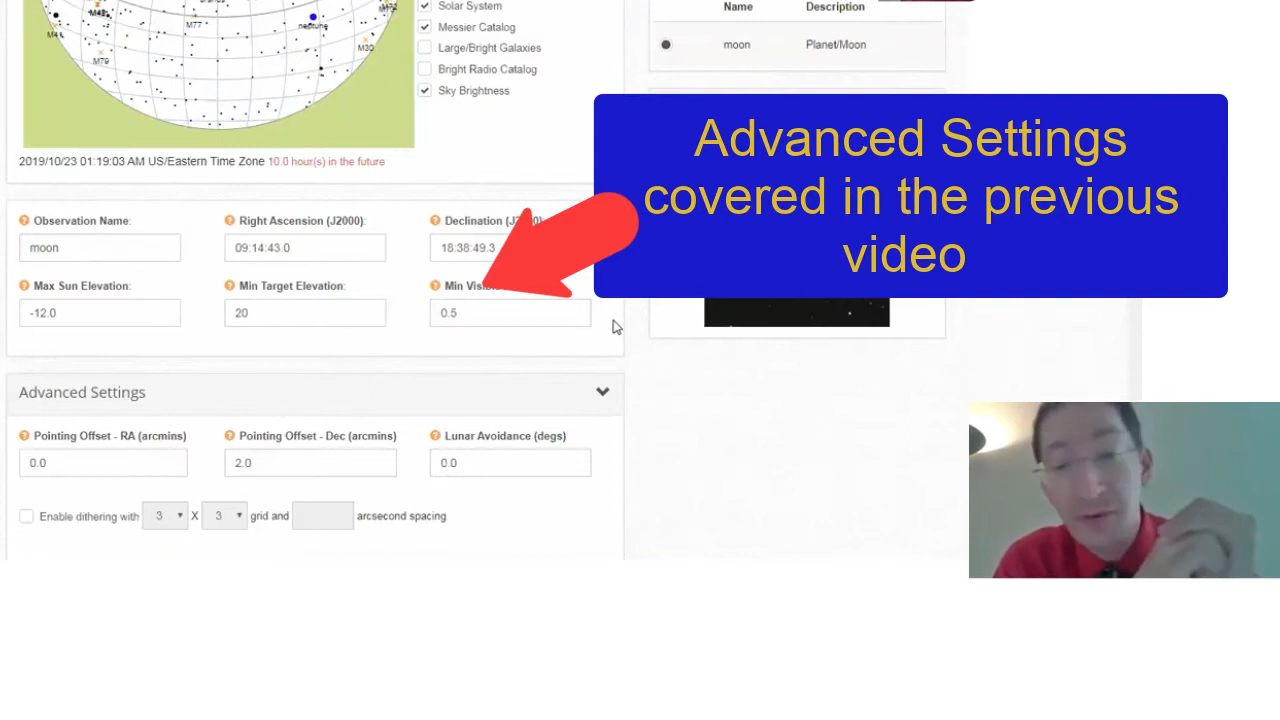 Solar System
Messier Catalog
Large/Bright Galaxies
Bright Radio Catalog
Sky Brightness
M77
neptune
M30
M79
2019/10/23 01:19:03 AM US/Eastern Time Zone 10.0 hour(s) in the future
Name Description
moon Planet/Moon
Advanced Settings
covered in the previous
video
Observation Name: Right Ascension (J2000):
moon 09:14:43.0 18:38:49.3
Max Sun Elevation: Min Target Elevation: Min
-12.0 20 0.5
Advanced Settings
Pointing Offset - RA (arcmins) Pointing Offset - Dec (arcmins) Lunar Avoidance (degs)
0.0 2.0 0.0
Enable dithering with 3 X 3 grid and arcsecond spacing